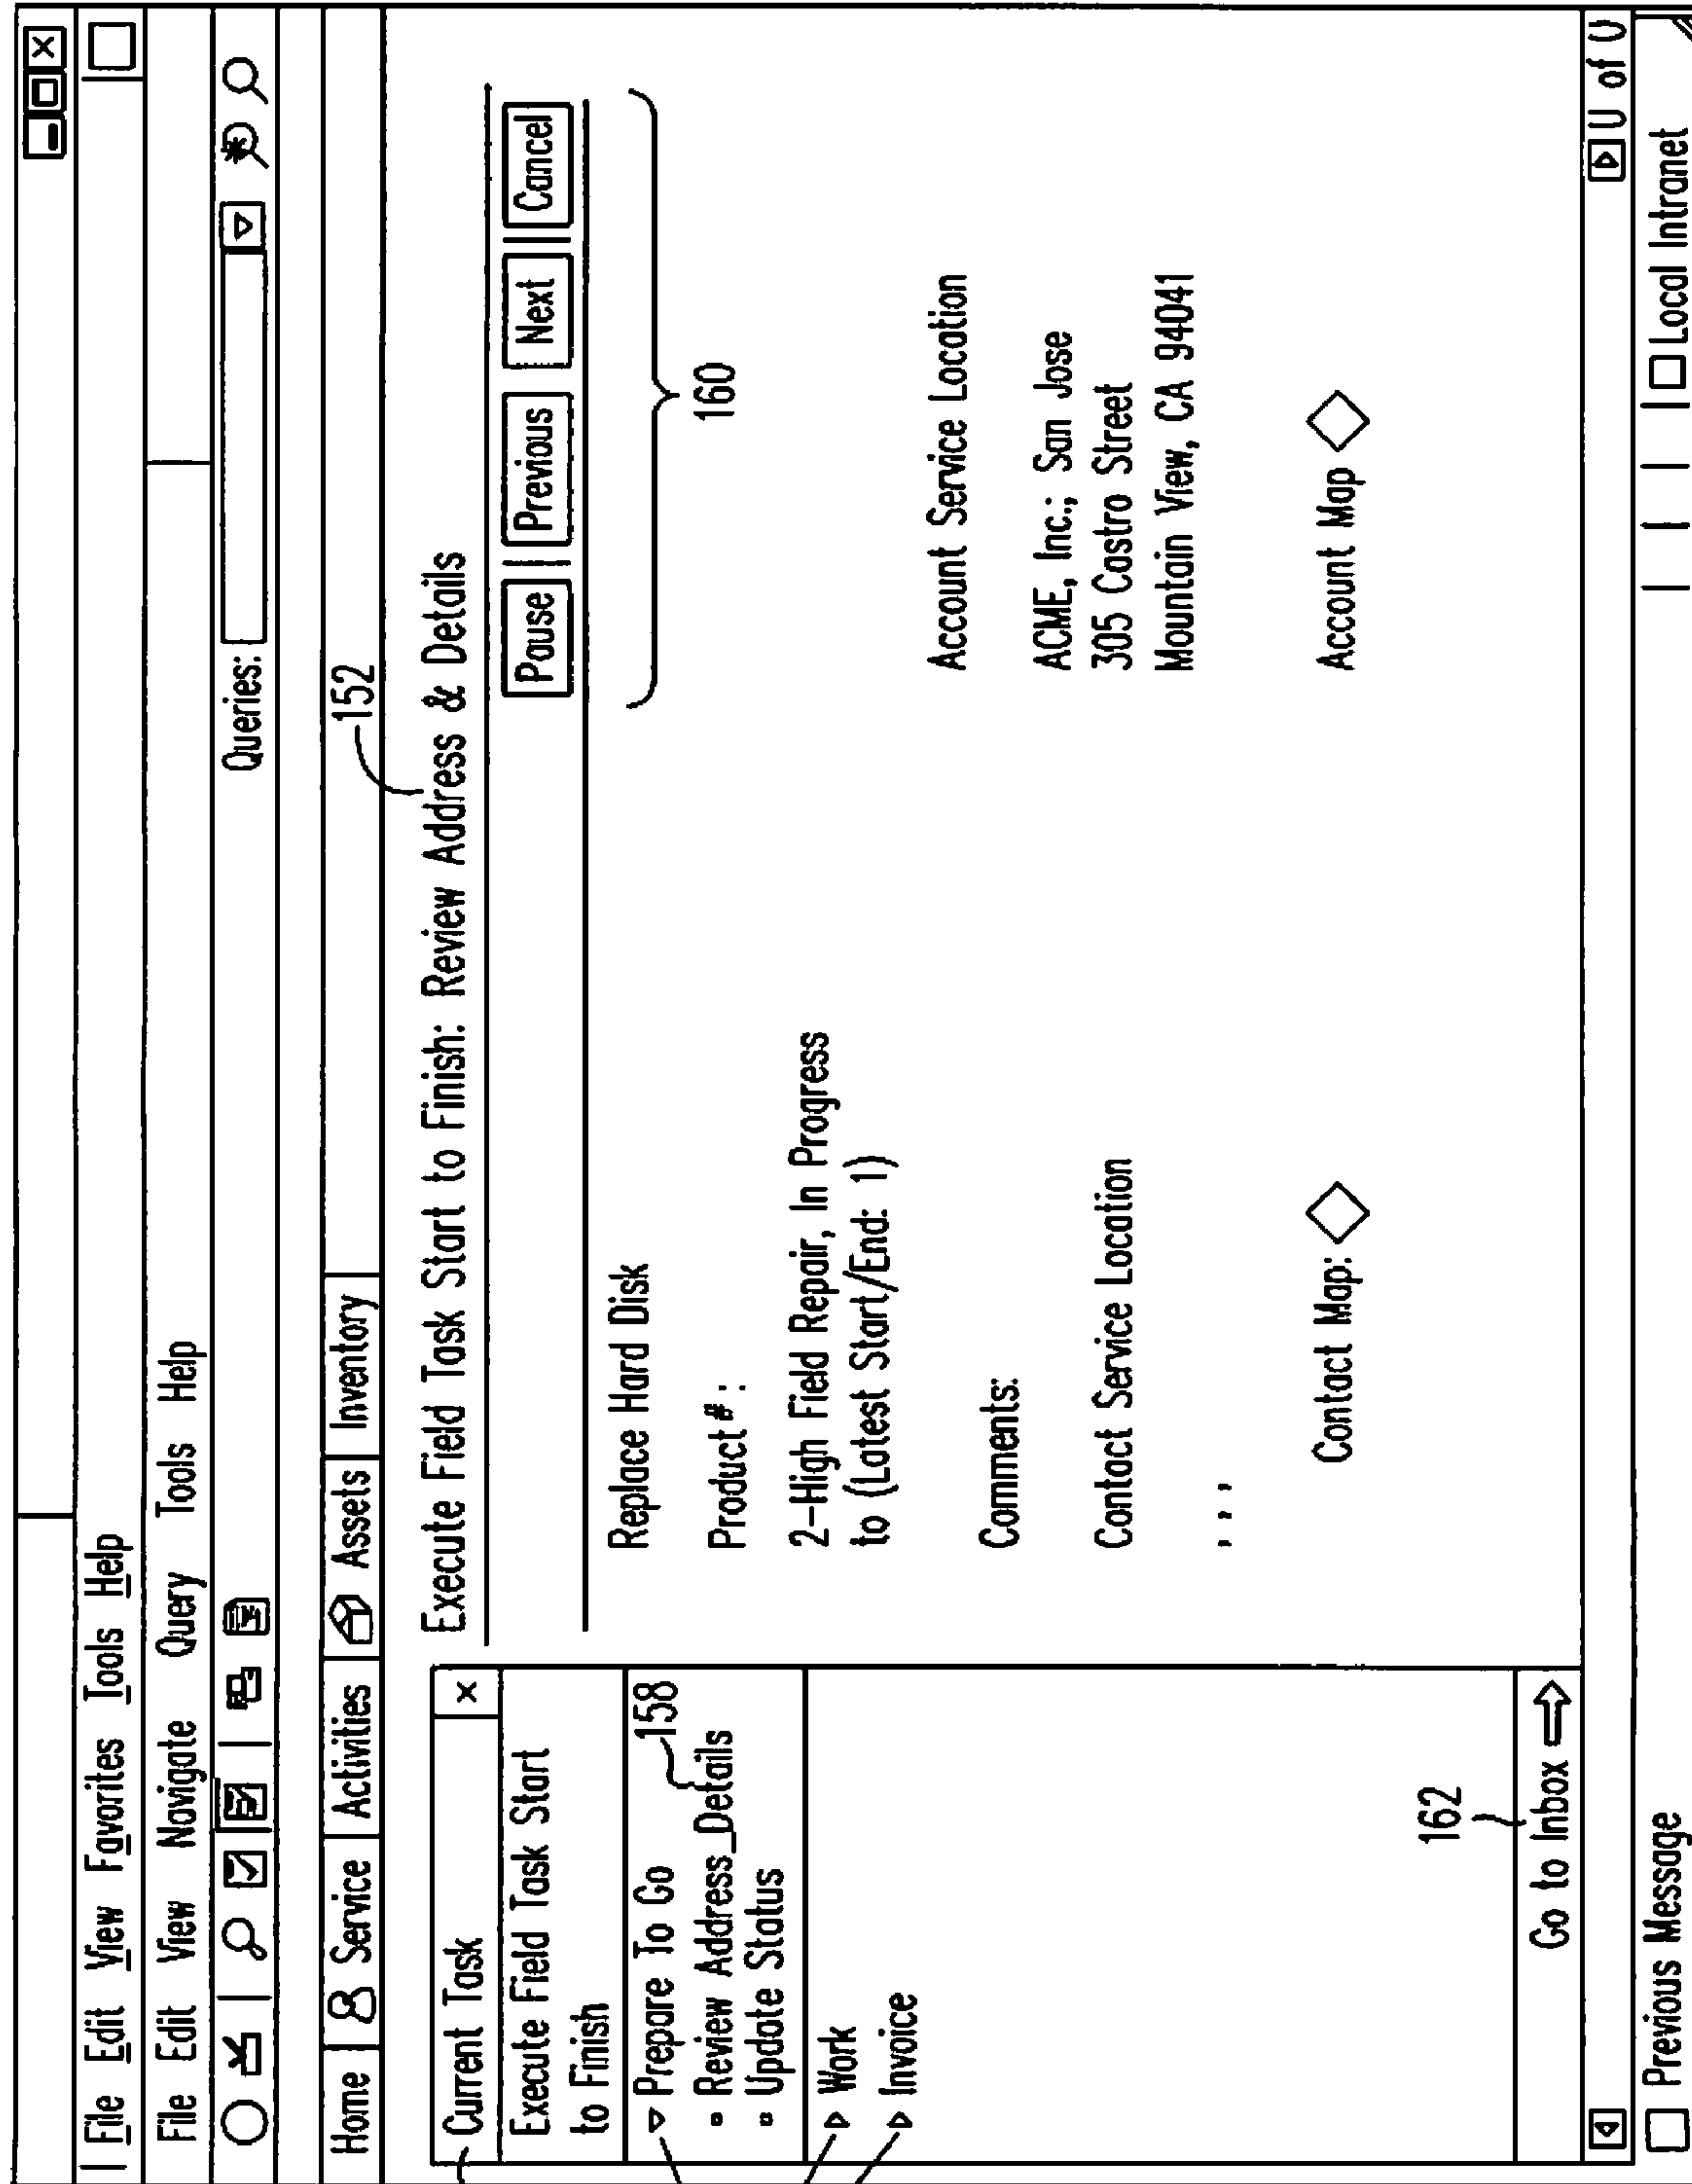 File Edit View Favorites Tools Help
File Edit View Navigate Query Tools Help
Queries:
Home Service Activities Assets Inventory
152
Current Task x
Execute Field Task Start
to Finish
Prepare To Go
158
Review Address_Details
Update Status
Work
Invoice
162
Go to Inbox
Execute Field Task Start to Finish: Review Address & Details
Pause Previous Next Cancel
160
Replace Hard Disk
Product #:
2-High Field Repair, In Progress
to (Latest Start/End: 1)
Comments:
Contact Service Location
, , ,
Contact Map:
Account Service Location
ACME, Inc.; San Jose
305 Castro Street
Mountain View, CA 94041
Account Map
U of U
Previous Message
Local Intranet